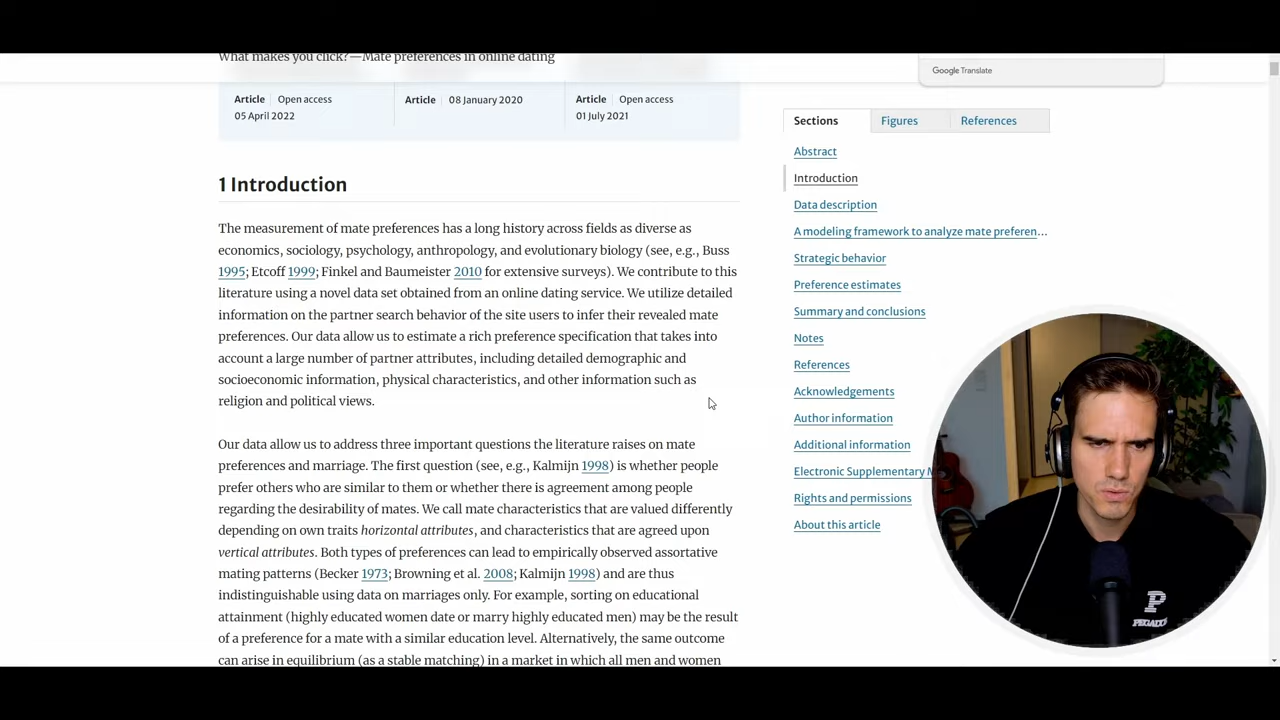 What makes you click?—Mate preferences in online dating
Google Translate
Article Open access
05 April 2022
Article 08 January 2020
Article Open access
01 July 2021
1 Introduction
The measurement of mate preferences has a long history across fields as diverse as
economics, sociology, psychology, anthropology, and evolutionary biology (see, e.g., Buss
1995; Etcoff 1999; Finkel and Baumeister 2010 for extensive surveys). We contribute to this
literature using a novel data set obtained from an online dating service. We utilize detailed
information on the partner search behavior of the site users to infer their revealed mate
preferences. Our data allow us to estimate a rich preference specification that takes into
account a large number of partner attributes, including detailed demographic and
socioeconomic information, physical characteristics, and other information such as
religion and political views.
Our data allow us to address three important questions the literature raises on mate
preferences and marriage. The first question (see, e.g., Kalmijn 1998) is whether people
prefer others who are similar to them or whether there is agreement among people
regarding the desirability of mates. We call mate characteristics that are valued differently
depending on own traits horizontal attributes, and characteristics that are agreed upon
vertical attributes. Both types of preferences can lead to empirically observed assortative
mating patterns (Becker 1973; Browning et al. 2008; Kalmijn 1998) and are thus
indistinguishable using data on marriages only. For example, sorting on educational
attainment (highly educated women date or marry highly educated men) may be the result
of a preference for a mate with a similar education level. Alternatively, the same outcome
can arise in equilibrium (as a stable matching) in a market in which all men and women
Sections Figures References
Abstract
Introduction
Data description
A modeling framework to analyze mate preferen…
Strategic behavior
Preference estimates
Summary and conclusions
Notes
References
Acknowledgements
Author information
Additional information
Electronic Supplementary
Rights and permissions
About this article
P
PEGADOR